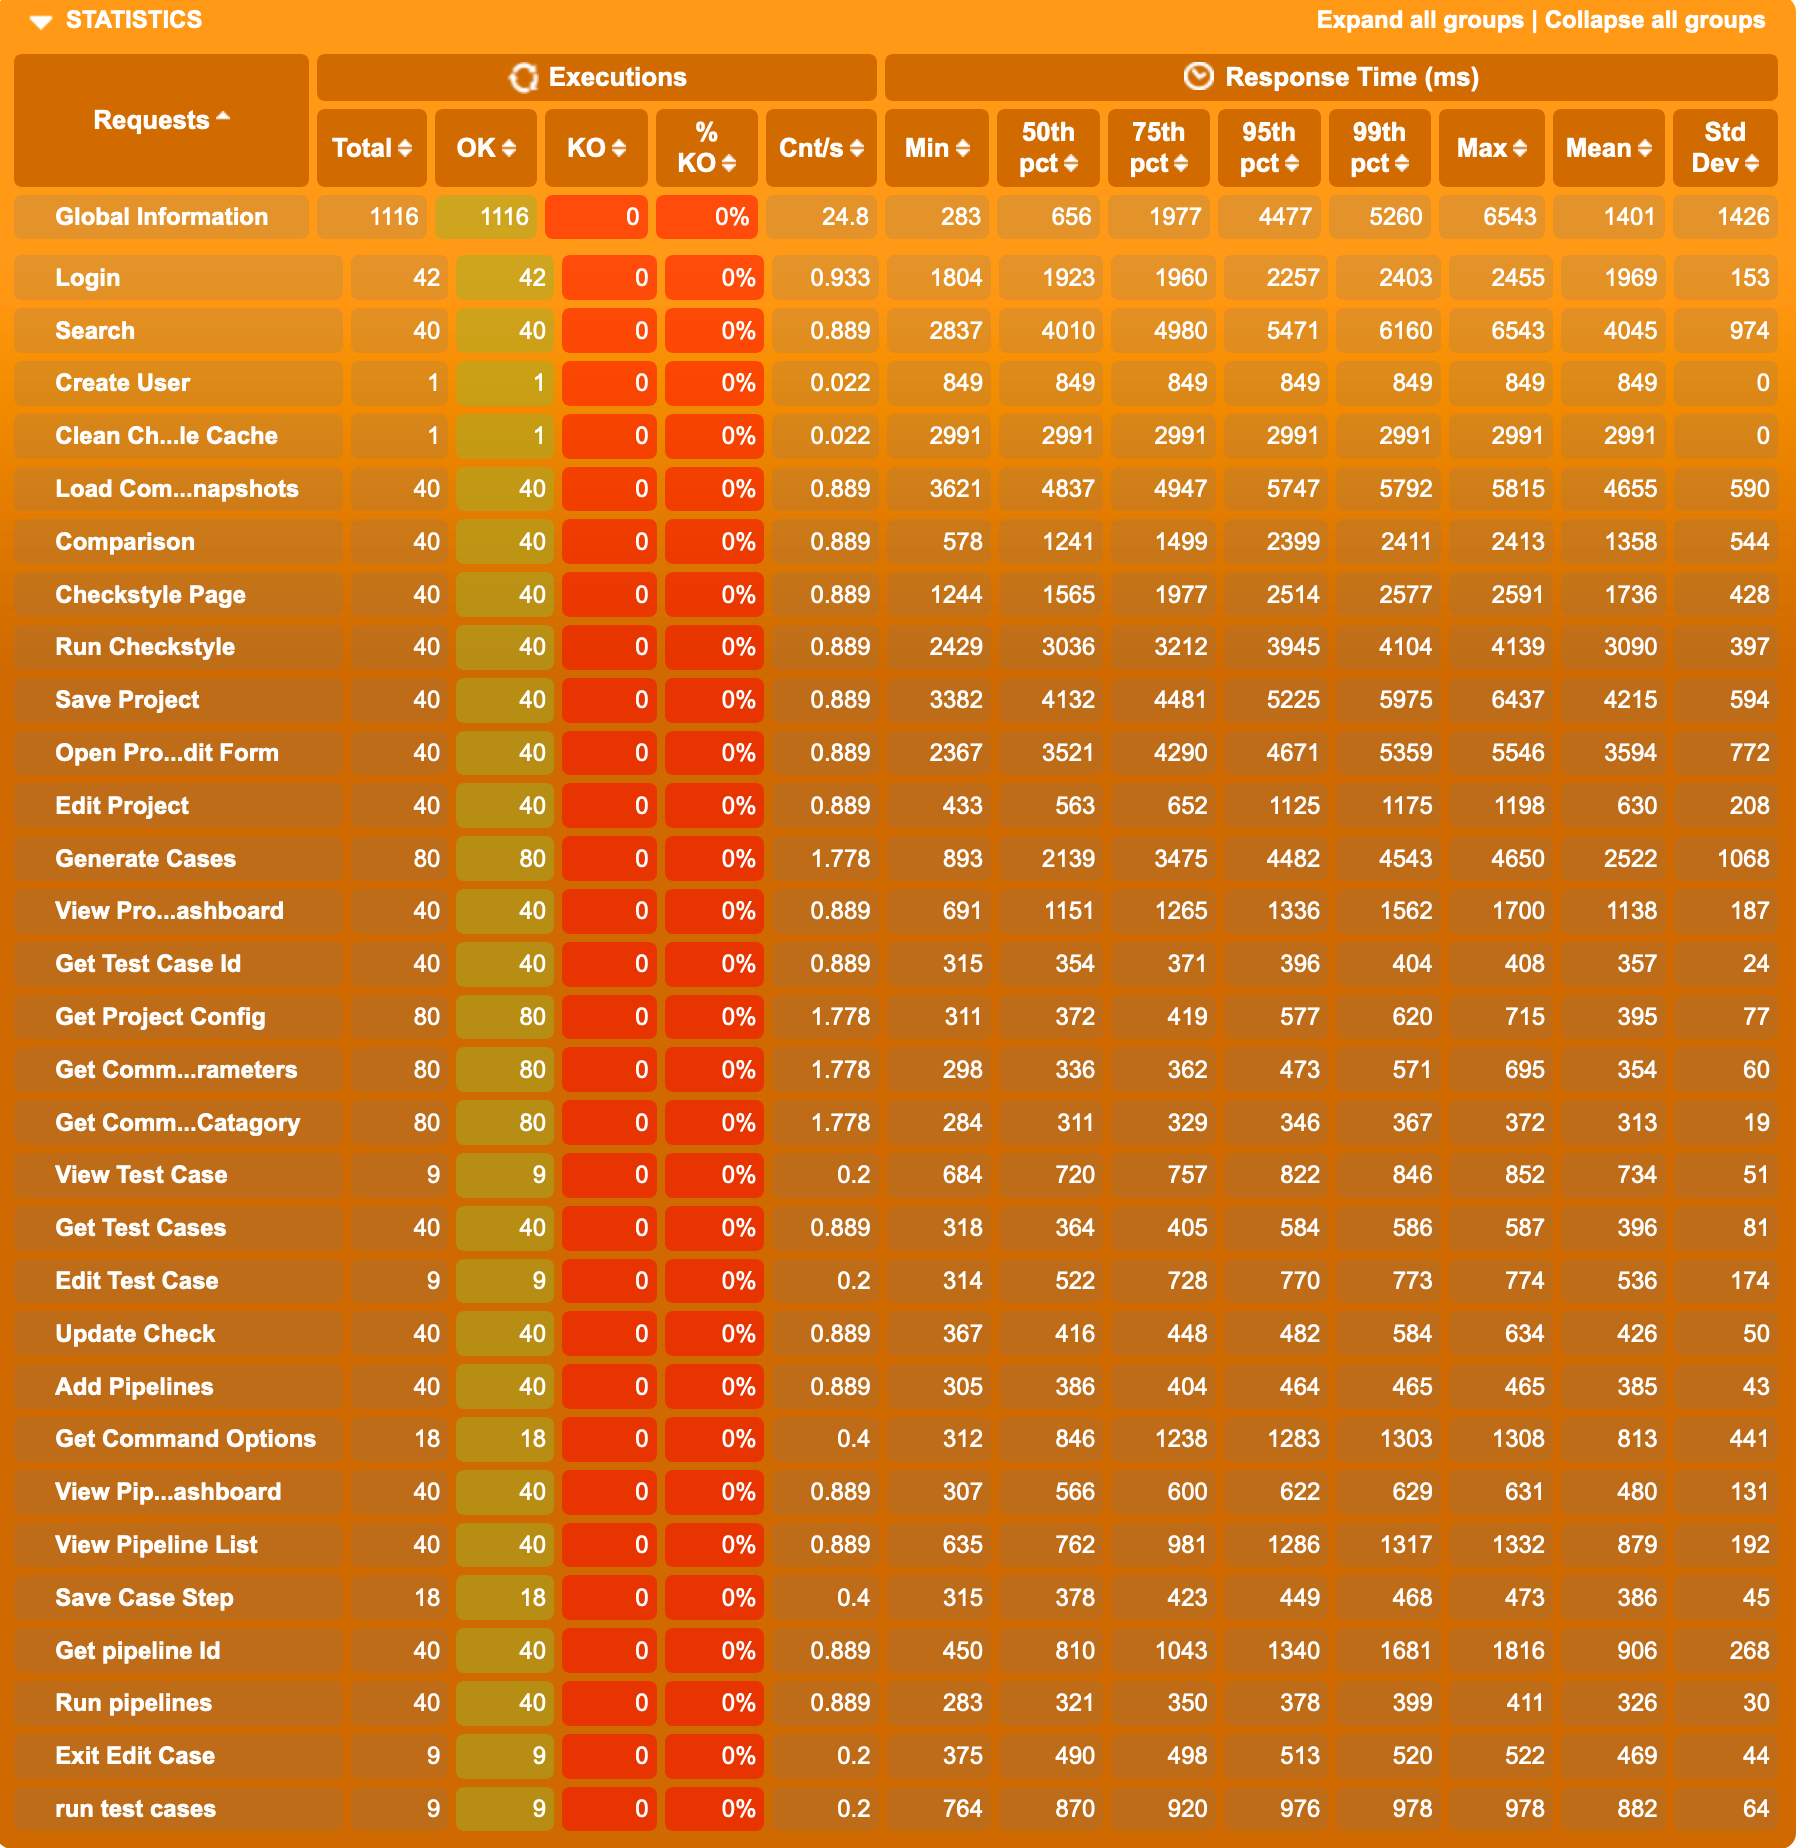 STATISTICS Expand all groups | Collapse all groups
Requests Executions Response Time (ms)
Total OK KO % KO Cnt/s Min 50th pct 75th pct 95th pct 99th pct Max Mean Std Dev
Global Information 1116 1116 0 0% 24.8 283 656 1977 4477 5260 6543 1401 1426
Login 42 42 0 0% 0.933 1804 1923 1960 2257 2403 2455 1969 153
Search 40 40 0 0% 0.889 2837 4010 4980 5471 6160 6543 4045 974
Create User 1 1 0 0% 0.022 849 849 849 849 849 849 849 0
Clean Ch...le Cache 1 1 0 0% 0.022 2991 2991 2991 2991 2991 2991 2991 0
Load Com...napshots 40 40 0 0% 0.889 3621 4837 4947 5747 5792 5815 4655 590
Comparison 40 40 0 0% 0.889 578 1241 1499 2399 2411 2413 1358 544
Checkstyle Page 40 40 0 0% 0.889 1244 1565 1977 2514 2577 2591 1736 428
Run Checkstyle 40 40 0 0% 0.889 2429 3036 3212 3945 4104 4139 3090 397
Save Project 40 40 0 0% 0.889 3382 4132 4481 5225 5975 6437 4215 594
Open Pro...dit Form 40 40 0 0% 0.889 2367 3521 4290 4671 5359 5546 3594 772
Edit Project 40 40 0 0% 0.889 433 563 652 1125 1175 1198 630 208
Generate Cases 80 80 0 0% 1.778 893 2139 3475 4482 4543 4650 2522 1068
View Pro...ashboard 40 40 0 0% 0.889 691 1151 1265 1336 1562 1700 1138 187
Get Test Case Id 40 40 0 0% 0.889 315 354 371 396 404 408 357 24
Get Project Config 80 80 0 0% 1.778 311 372 419 577 620 715 395 77
Get Comm...rameters 80 80 0 0% 1.778 298 336 362 473 571 695 354 60
Get Comm...Catagory 80 80 0 0% 1.778 284 311 329 346 367 372 313 19
View Test Case 9 9 0 0% 0.2 684 720 757 822 846 852 734 51
Get Test Cases 40 40 0 0% 0.889 318 364 405 584 586 587 396 81
Edit Test Case 9 9 0 0% 0.2 314 522 728 770 773 774 536 174
Update Check 40 40 0 0% 0.889 367 416 448 482 584 634 426 50
Add Pipelines 40 40 0 0% 0.889 305 386 404 464 465 465 385 43
Get Command Options 18 18 0 0% 0.4 312 846 1238 1283 1303 1308 813 441
View Pip...ashboard 40 40 0 0% 0.889 307 566 600 622 629 631 480 131
View Pipeline List 40 40 0 0% 0.889 635 762 981 1286 1317 1332 879 192
Save Case Step 18 18 0 0% 0.4 315 378 423 449 468 473 386 45
Get pipeline Id 40 40 0 0% 0.889 450 810 1043 1340 1681 1816 906 268
Run pipelines 40 40 0 0% 0.889 283 321 350 378 399 411 326 30
Exit Edit Case 9 9 0 0% 0.2 375 490 498 513 520 522 469 44
run test cases 9 9 0 0% 0.2 764 870 920 976 978 978 882 64